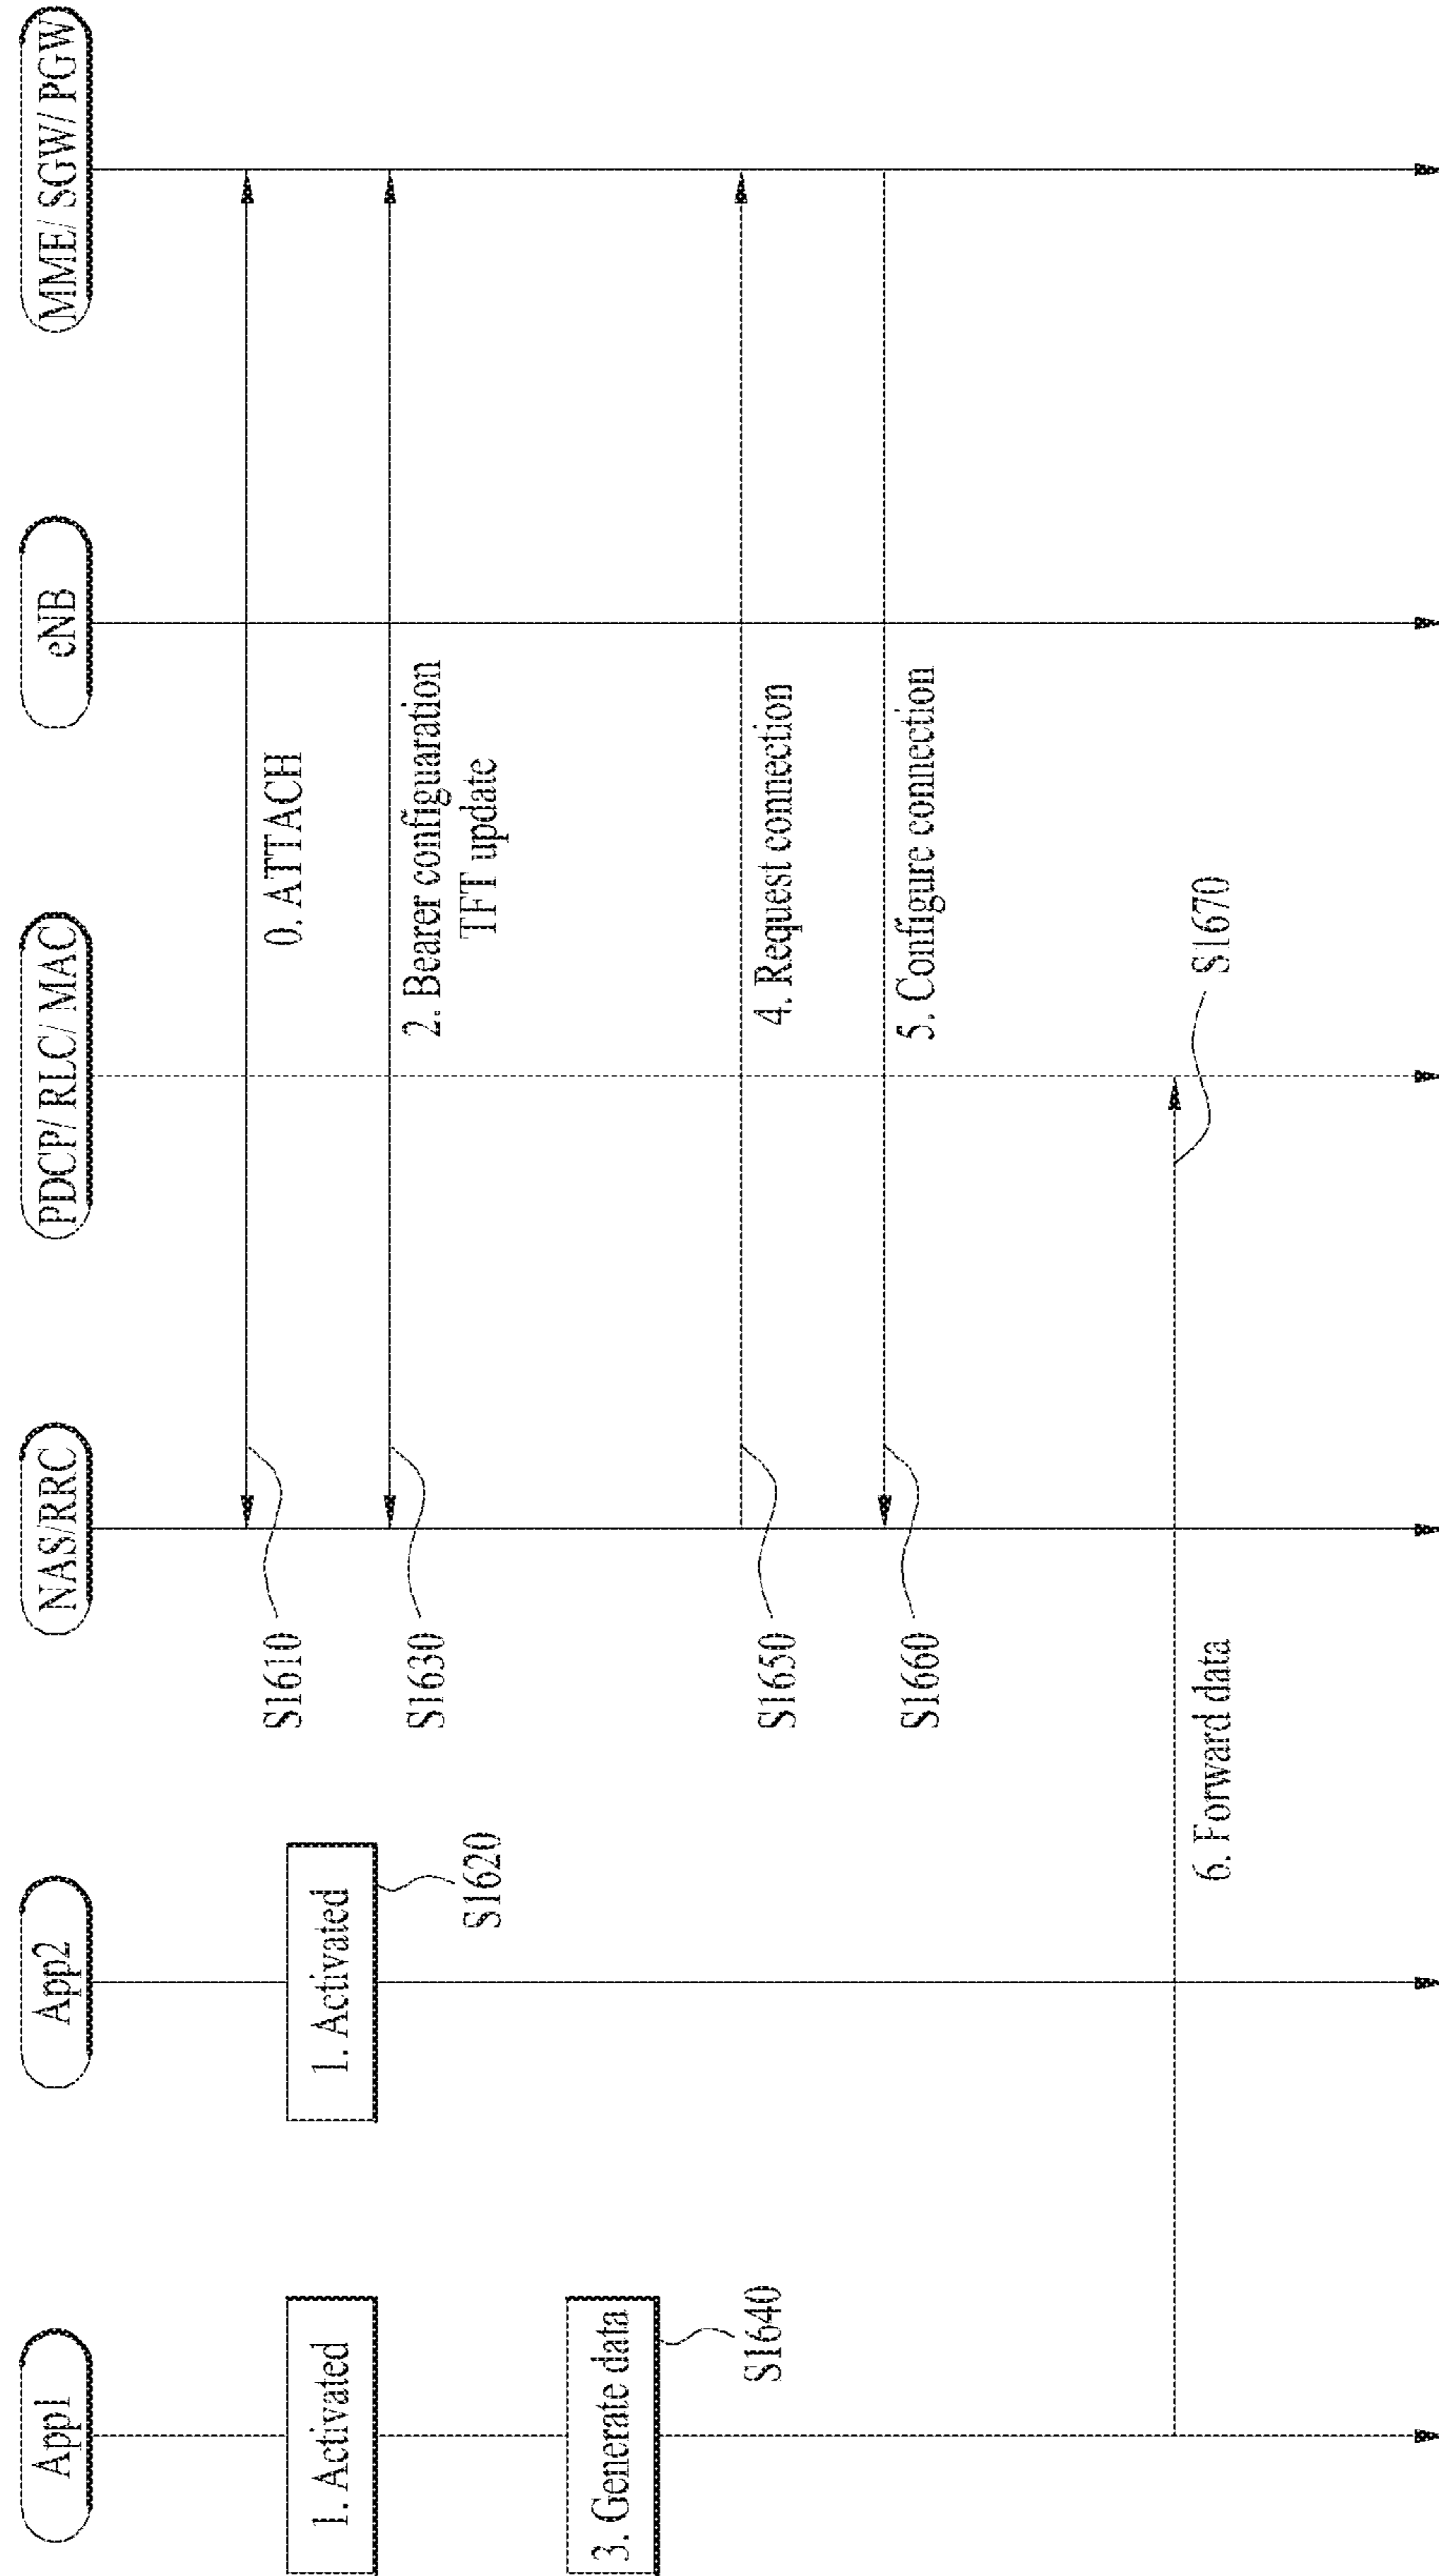 App1
App2
NAS/RRC
PDCP/ RLC/ MAC
eNB
MME/ SGW/ PGW
S1610
0. ATTACH
1. Activated
1. Activated
S1620
S1630
2. Bearer configuaration
TFT update
3. Generate data
S1640
S1650
4. Request connection
S1660
5. Configure connection
6. Forward data
S1670